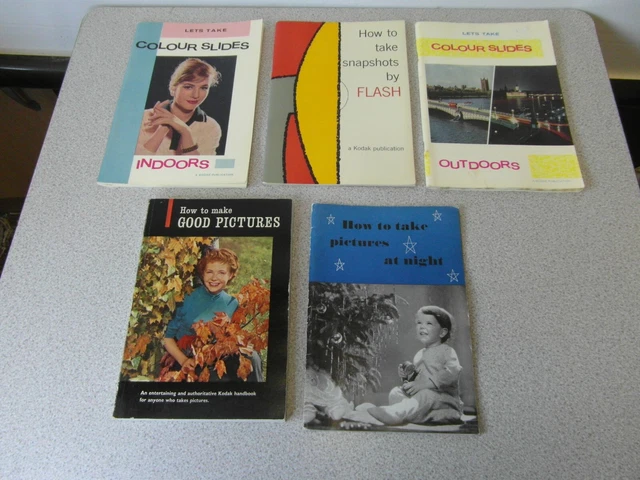 LETS TAKE
COLOUR SLIDES
INDOORS
How to
take
snapshots
by
FLASH
a Kodak publication
LETS TAKE
COLOUR SLIDES
OUTDOORS
How to make
GOOD PICTURES
An entertaining and authoritative Kodak handbook
for anyone who takes pictures.
How to take
pictures
at night